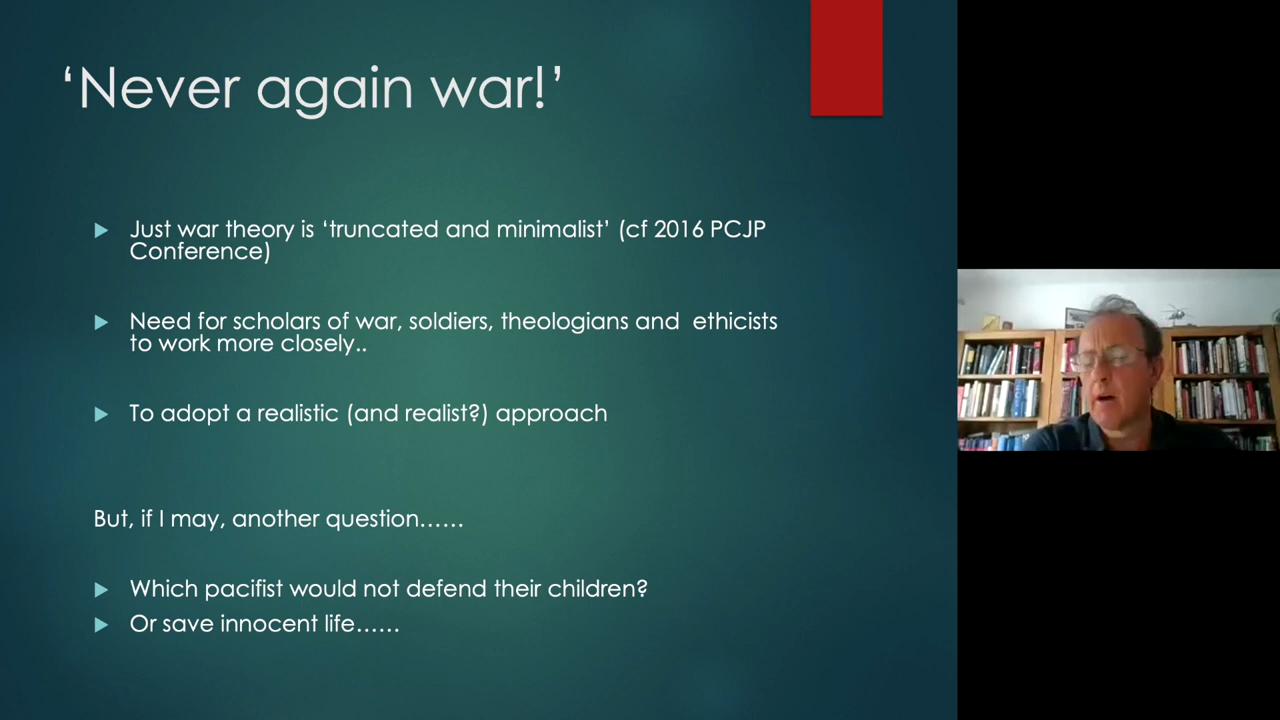 ‘Never again war!’
Just war theory is ‘truncated and minimalist’ (cf 2016 PCJP
Conference)
Need for scholars of war, soldiers, theologians and  ethicists
to work more closely..
To adopt a realistic (and realist?) approach
But, if I may, another question……
Which pacifist would not defend their children?
Or save innocent life……